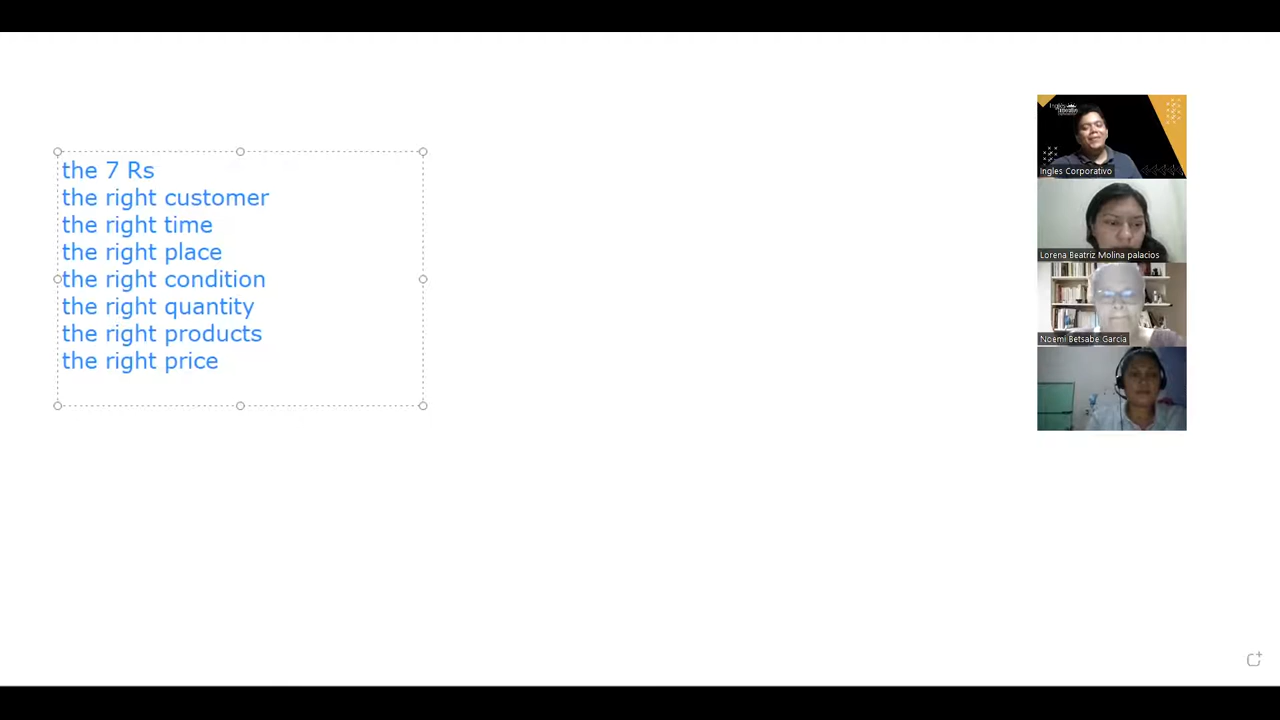 the 7 Rs
the right customer
the right time
the right place
the right condition
the right quantity
the right products
the right price
Ingles Corporativo
Lorena Beatriz Molina palacios
Noemi Betsabe Garcia